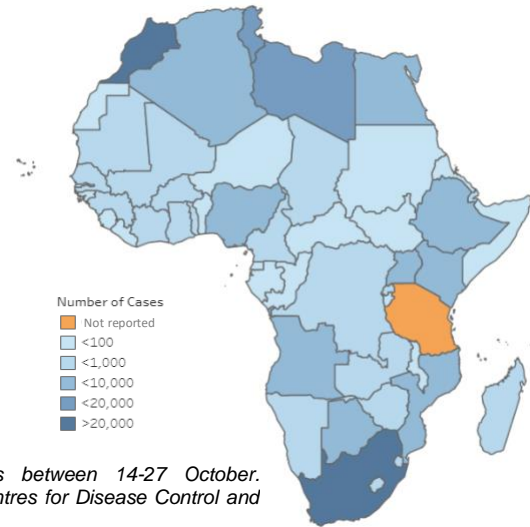 Number of Cases
Not reported
<100
<1,000
<10,000
<20,000
>20,000
between 14-27 October.
for Disease Control and